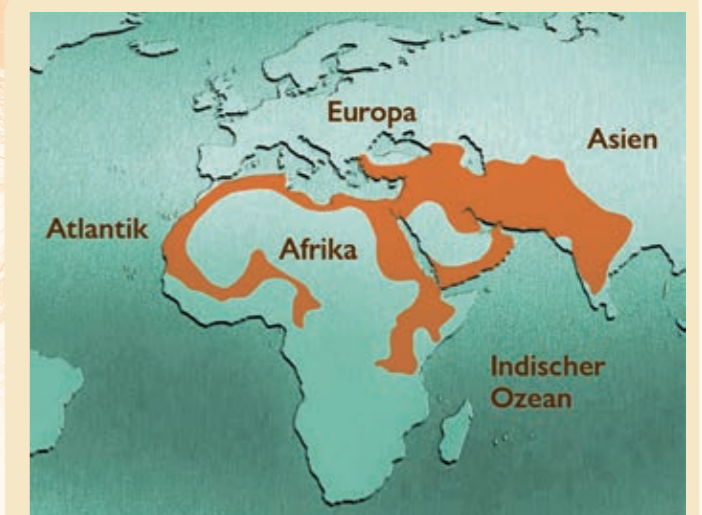 Europa
Asien
Atlantik
Afrika
Indischer
Ozean